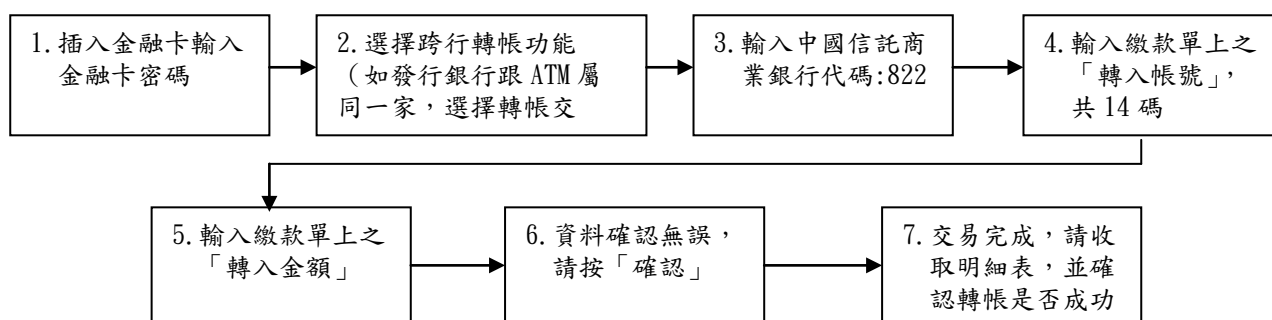 1.插入金融卡輸入
金融卡密碼
2.選擇跨行轉帳功能
(如發行銀行跟 ATM 屬
同一家,選擇轉帳交
3.輸入中國信託商
業銀行代碼:822
4.輸入繳款單上之
「轉入帳號」,
共 14 碼
5.輸入繳款單上之
「轉入金額」
6.資料確認無誤,
請按「確認」
7.交易完成,請收
取明細表,並確
認轉帳是否成功